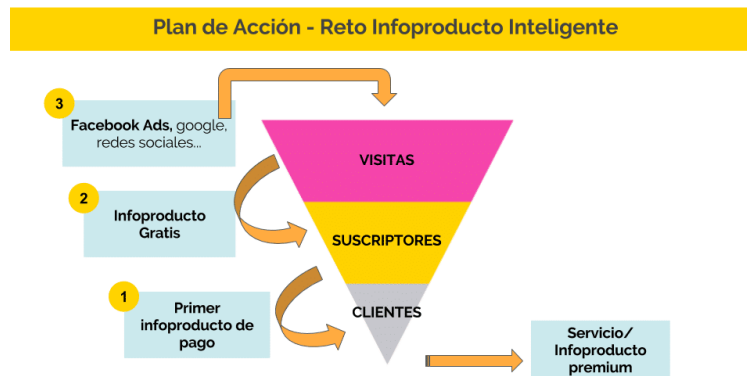 Plan de Acción - Reto Infoproducto Inteligente
3
Facebook Ads, google,
redes sociales...
VISITAS
2
Infoproducto
Gratis
SUSCRIPTORES
1
Primer
infoproducto de
pago
CLIENTES
Servicio/
Infoproducto
premium